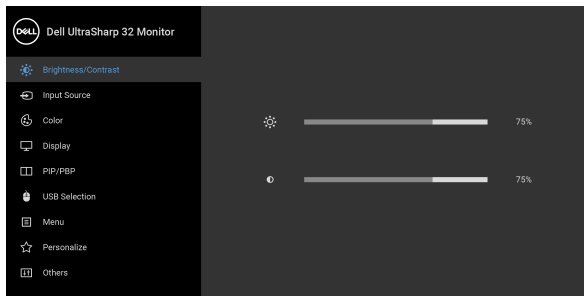 DELL Dell UltraSharp 32 Monitor
Brightness/Contrast
Input Source
Color
75%
Display
PIP/PBP
75%
USB Selection
Menu
Personalize
Others